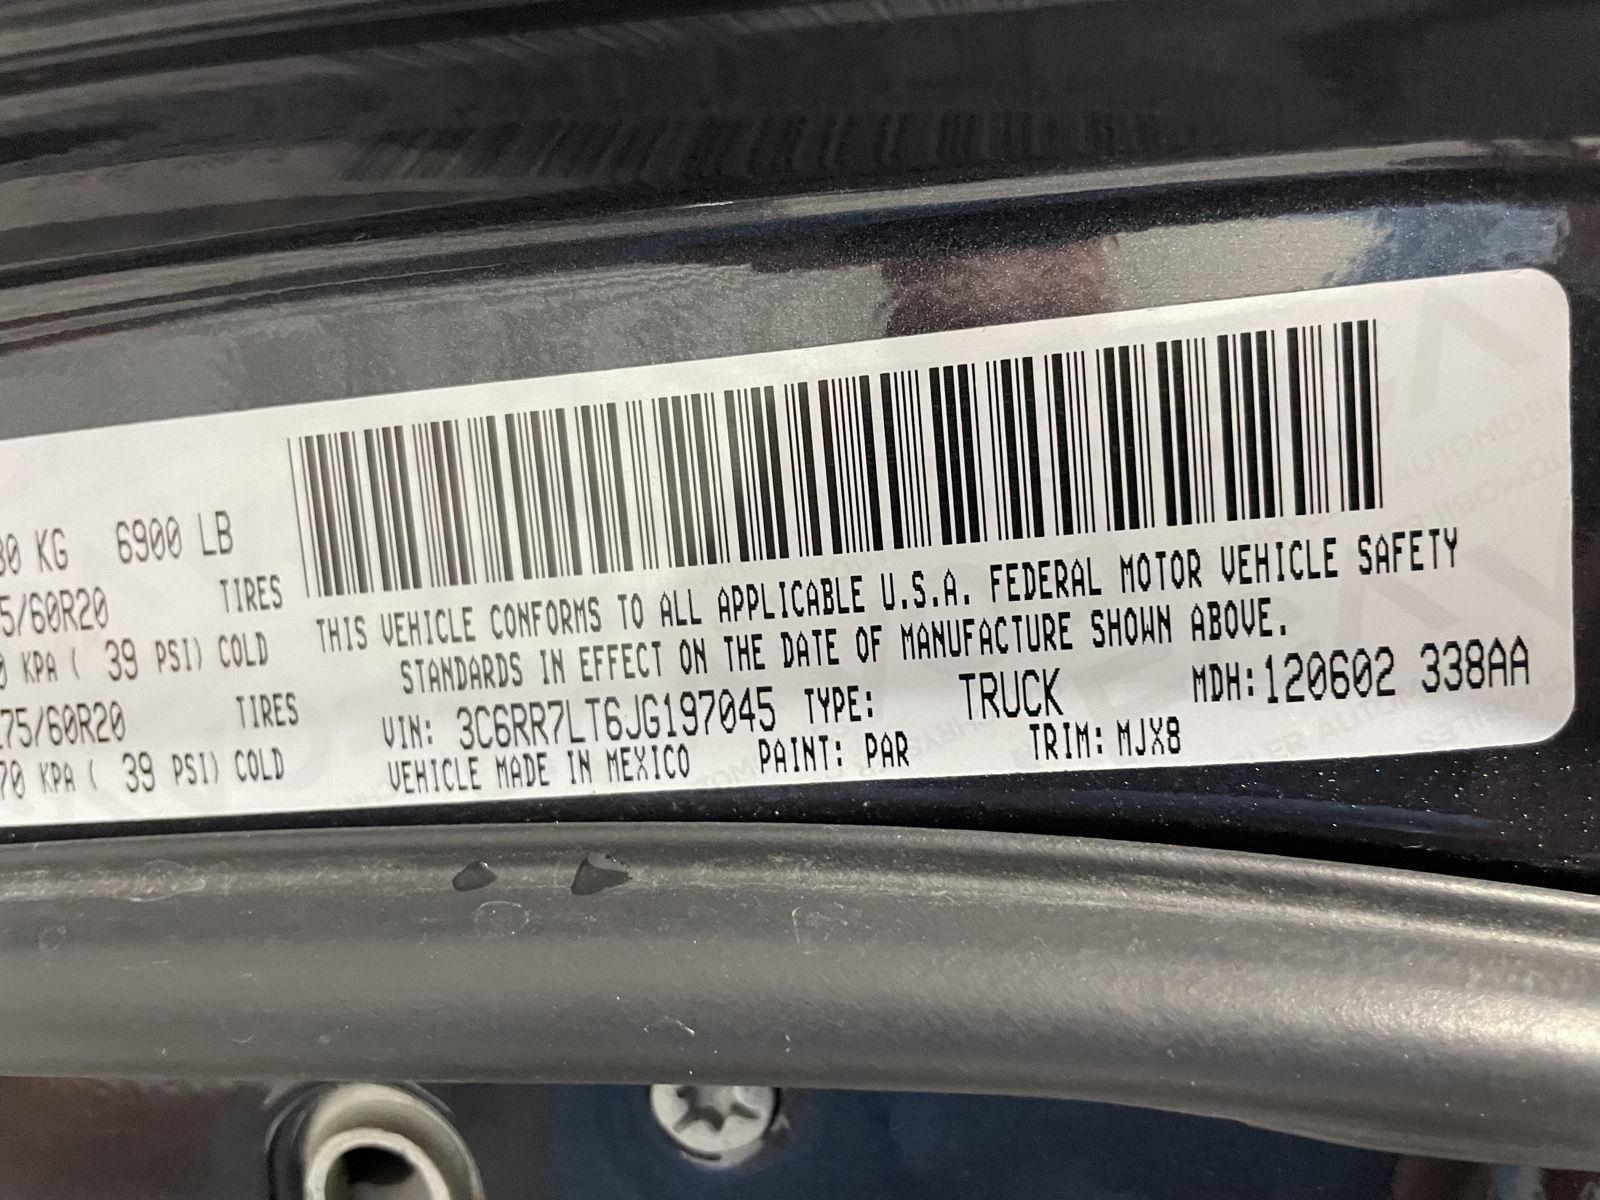 80 KG 6900 LB
5/60R20 TIRES
0 KPA ( 39 PSI) COLD
75/60R20 TIRES
70 KPA ( 39 PSI) COLD
THIS VEHICLE CONFORMS TO ALL APPLICABLE U.S.A. FEDERAL MOTOR VEHICLE SAFETY
STANDARDS IN EFFECT ON THE DATE OF MANUFACTURE SHOWN ABOVE.
VIN: 3C6RR7LT6JG197045 TYPE: TRUCK MDH:120602 338AA
VEHICLE MADE IN MEXICO PAINT: PAR TRIM: MJX8